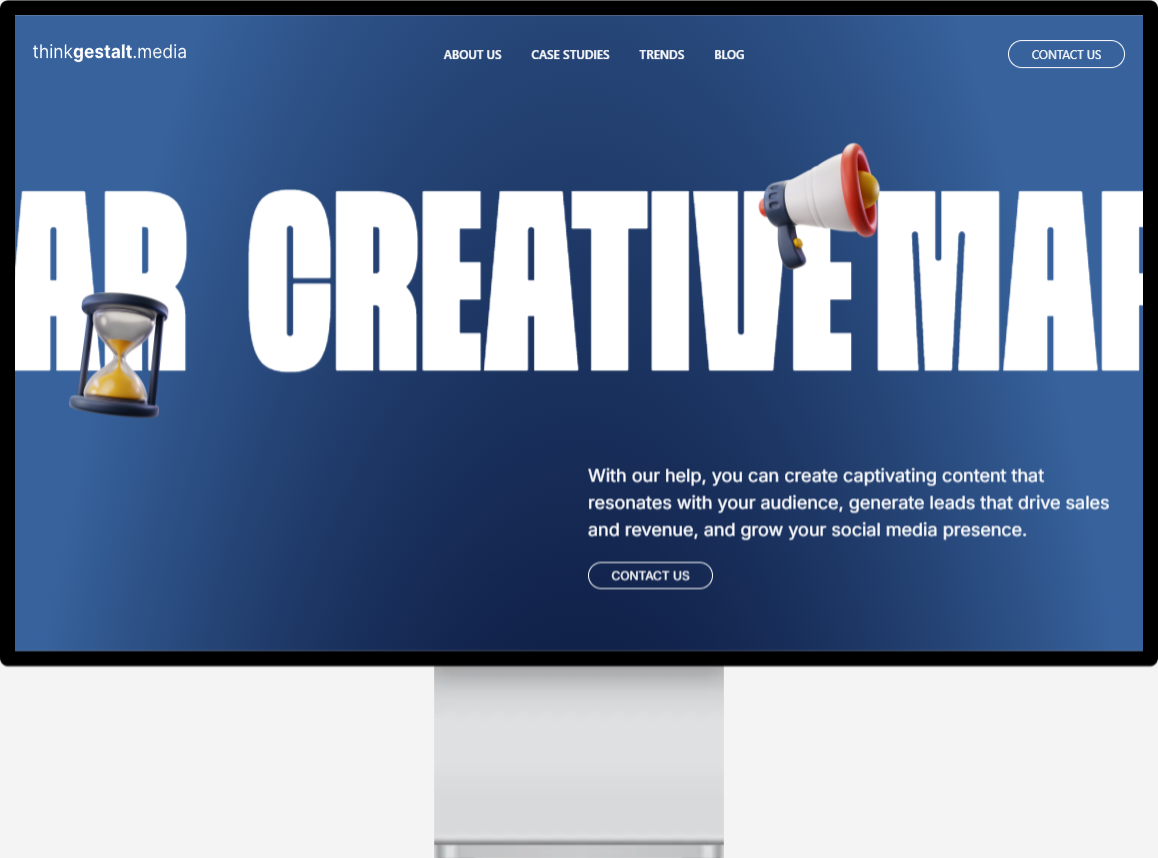 thinkgestalt.media
ABOUT US CASE STUDIES TRENDS BLOG CONTACT US
AR CREATIVE MAR
With our help, you can create captivating content that
resonates with your audience, generate leads that drive sales
and revenue, and grow your social media presence.
CONTACT US